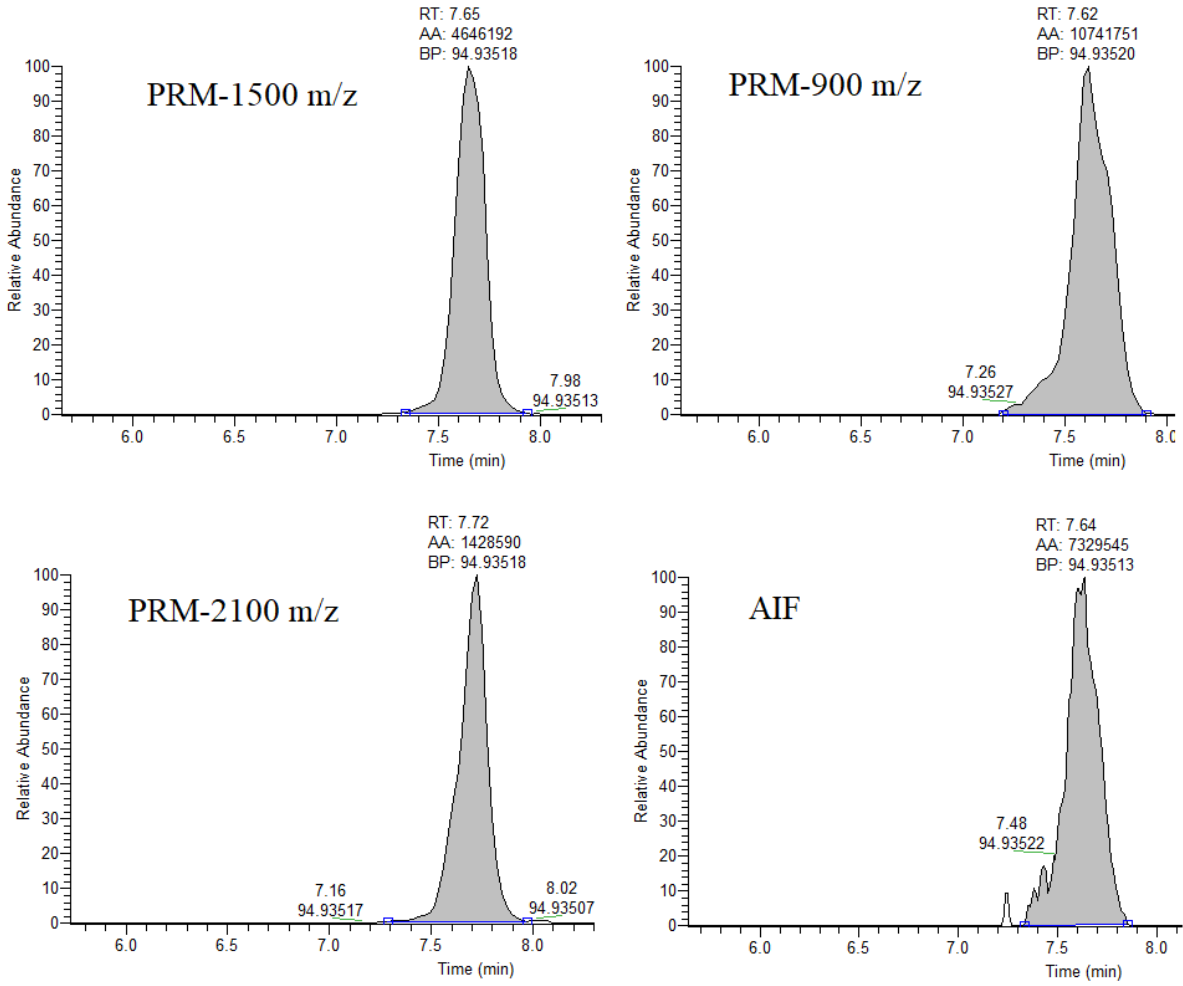 RT: 7.65
AA: 4646192
BP: 94.93518
PRM-1500 m/z
100
90
80
70
60
50
40
30
20
10
0
Relative Abundance
7.98
94.93513
6.0 6.5 7.0 7.5 8.0
Time (min)
RT: 7.62
AA: 10741751
BP: 94.93520
PRM-900 m/z
100
90
80
70
60
50
40
30
20
10
0
Relative Abundance
7.26
94.93527
6.0 6.5 7.0 7.5 8.0
Time (min)
RT: 7.72
AA: 1428590
BP: 94.93518
PRM-2100 m/z
100
90
80
70
60
50
40
30
20
10
0
Relative Abundance
7.16
94.93517
8.02
94.93507
6.0 6.5 7.0 7.5 8.0
Time (min)
RT: 7.64
AA: 7329545
BP: 94.93513
AIF
100
90
80
70
60
50
40
30
20
10
0
Relative Abundance
7.48
94.93522
6.0 6.5 7.0 7.5 8.0
Time (min)